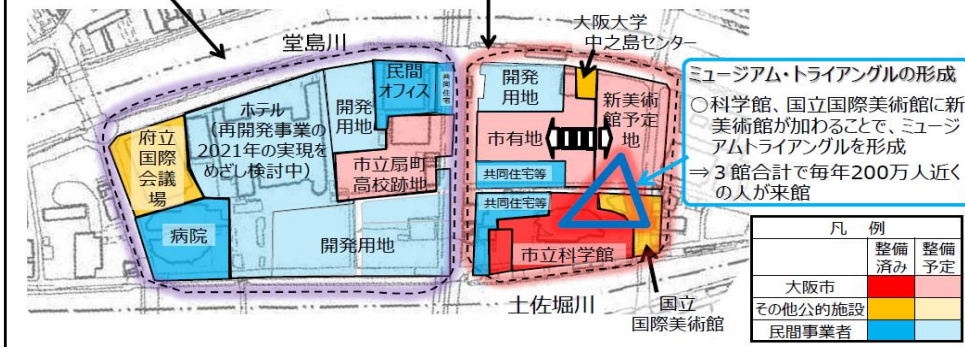 堂島川
大阪大学
中之島センター
民間
オフィス
共同住宅
ホテル
(再開発事業の
2021年の実現を
めざし検討中)
開発
用地
府立
国際
会議
場
市立扇町
高校跡地
病院
開発用地
開発
用地
新美術
館予定
地
市有地
共同住宅等
共同住宅等
市立科学館
土佐堀川
国立
国際美術館
ミュージアム・トライアングルの形成
○科学館、国立国際美術館に新
美術館が加わることで、ミュージ
アムトライアングルを形成
⇒３館合計で毎年200万人近く
の人が来館
凡 例
整備 整備
済み 予定
大阪市
その他公的施設
民間事業者